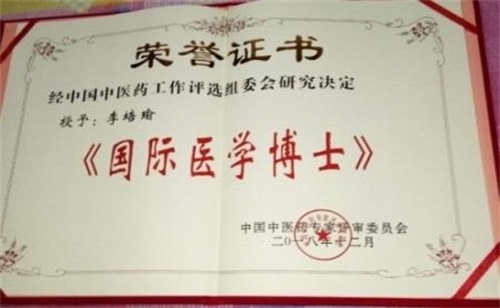 荣誉证书
经中国中医药工作评选组委会研究决定
授予：李培瑜
《国际医学博士》
中国中医药专家评审委员会
二〇一八年十二月